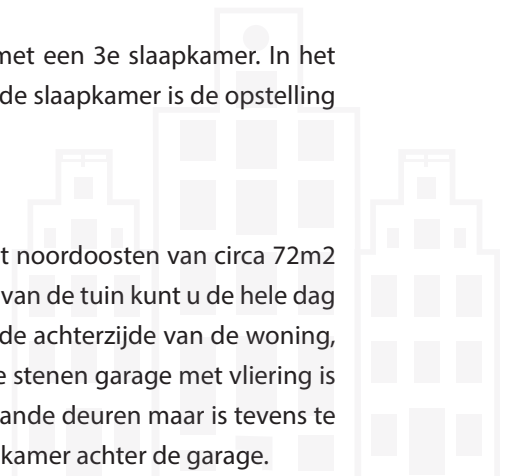 met een 3e slaapkamer. In het
de slaapkamer is de opstelling
t noordoosten van circa 72m2
van de tuin kunt u de hele dag
de achterzijde van de woning,
e stenen garage met vliering is
ande deuren maar is tevens te
kamer achter de garage.